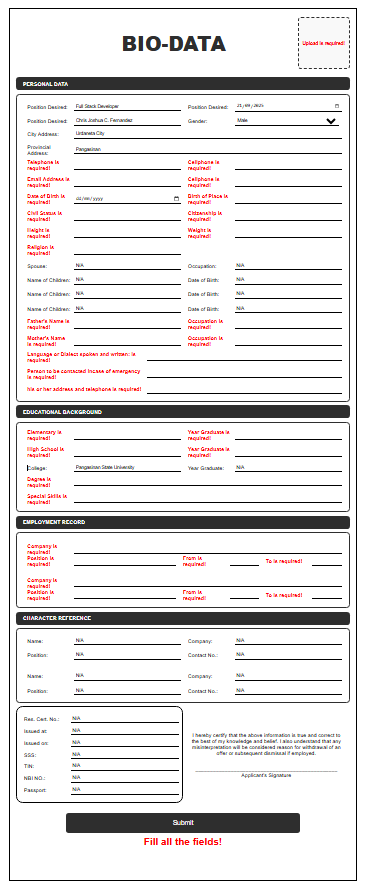 BIO-DATA
Upload is required!
PERSONAL DATA
Position Desired: Full Stack Developer Position Desired: 21/09/2025
Position Desired: Chris Joshua C. Fernandez Gender: Male
City Address: Urdaneta City
Provincial Address: Pangasinan
Telephone is required! Cellphone is required!
Email Address is required! Cellphone is required!
Date of Birth is required! dd/mm/yyyy Birth of Place is required!
Civil Status is required! Citizenship is required!
Height is required! Weight is required!
Religion is required!
Spouse: N/A Occupation: N/A
Name of Children: N/A Date of Birth: N/A
Name of Children: N/A Date of Birth: N/A
Name of Children: N/A Date of Birth: N/A
Father's Name is required! Occupation is required!
Mother's Name is required! Occupation is required!
Language or Dialect spoken and written: is required!
Person to be contacted incase of emergency is required!
His or her address and telephone is required!
EDUCATIONAL BACKGROUND
Elementary is required! Year Graduate is required!
High School is required! Year Graduate is required!
College: Pangasinan State University Year Graduate: N/A
Degree is required!
Special Skills is required!
EMPLOYMENT RECORD
Company is required!
Position is required! From is required! To is required!
Company is required!
Position is required! From is required! To is required!
CHARACTER REFERENCE
Name: N/A Company: N/A
Position: N/A Contact No.: N/A
Name: N/A Company: N/A
Position: N/A Contact No.: N/A
Res. Cert. No.: N/A
Issued at: N/A
Issued on: N/A
SSS: N/A
TIN: N/A
NBI NO.: N/A
Passport: N/A
I hereby certify that the above information is true and correct to
the best of my knowledge and belief. I also understand that any
misinterpretation will be considered reason for withdrawal of an
offer or subsequent dismissal if employed.
Applicant's Signature
Submit
Fill all the fields!